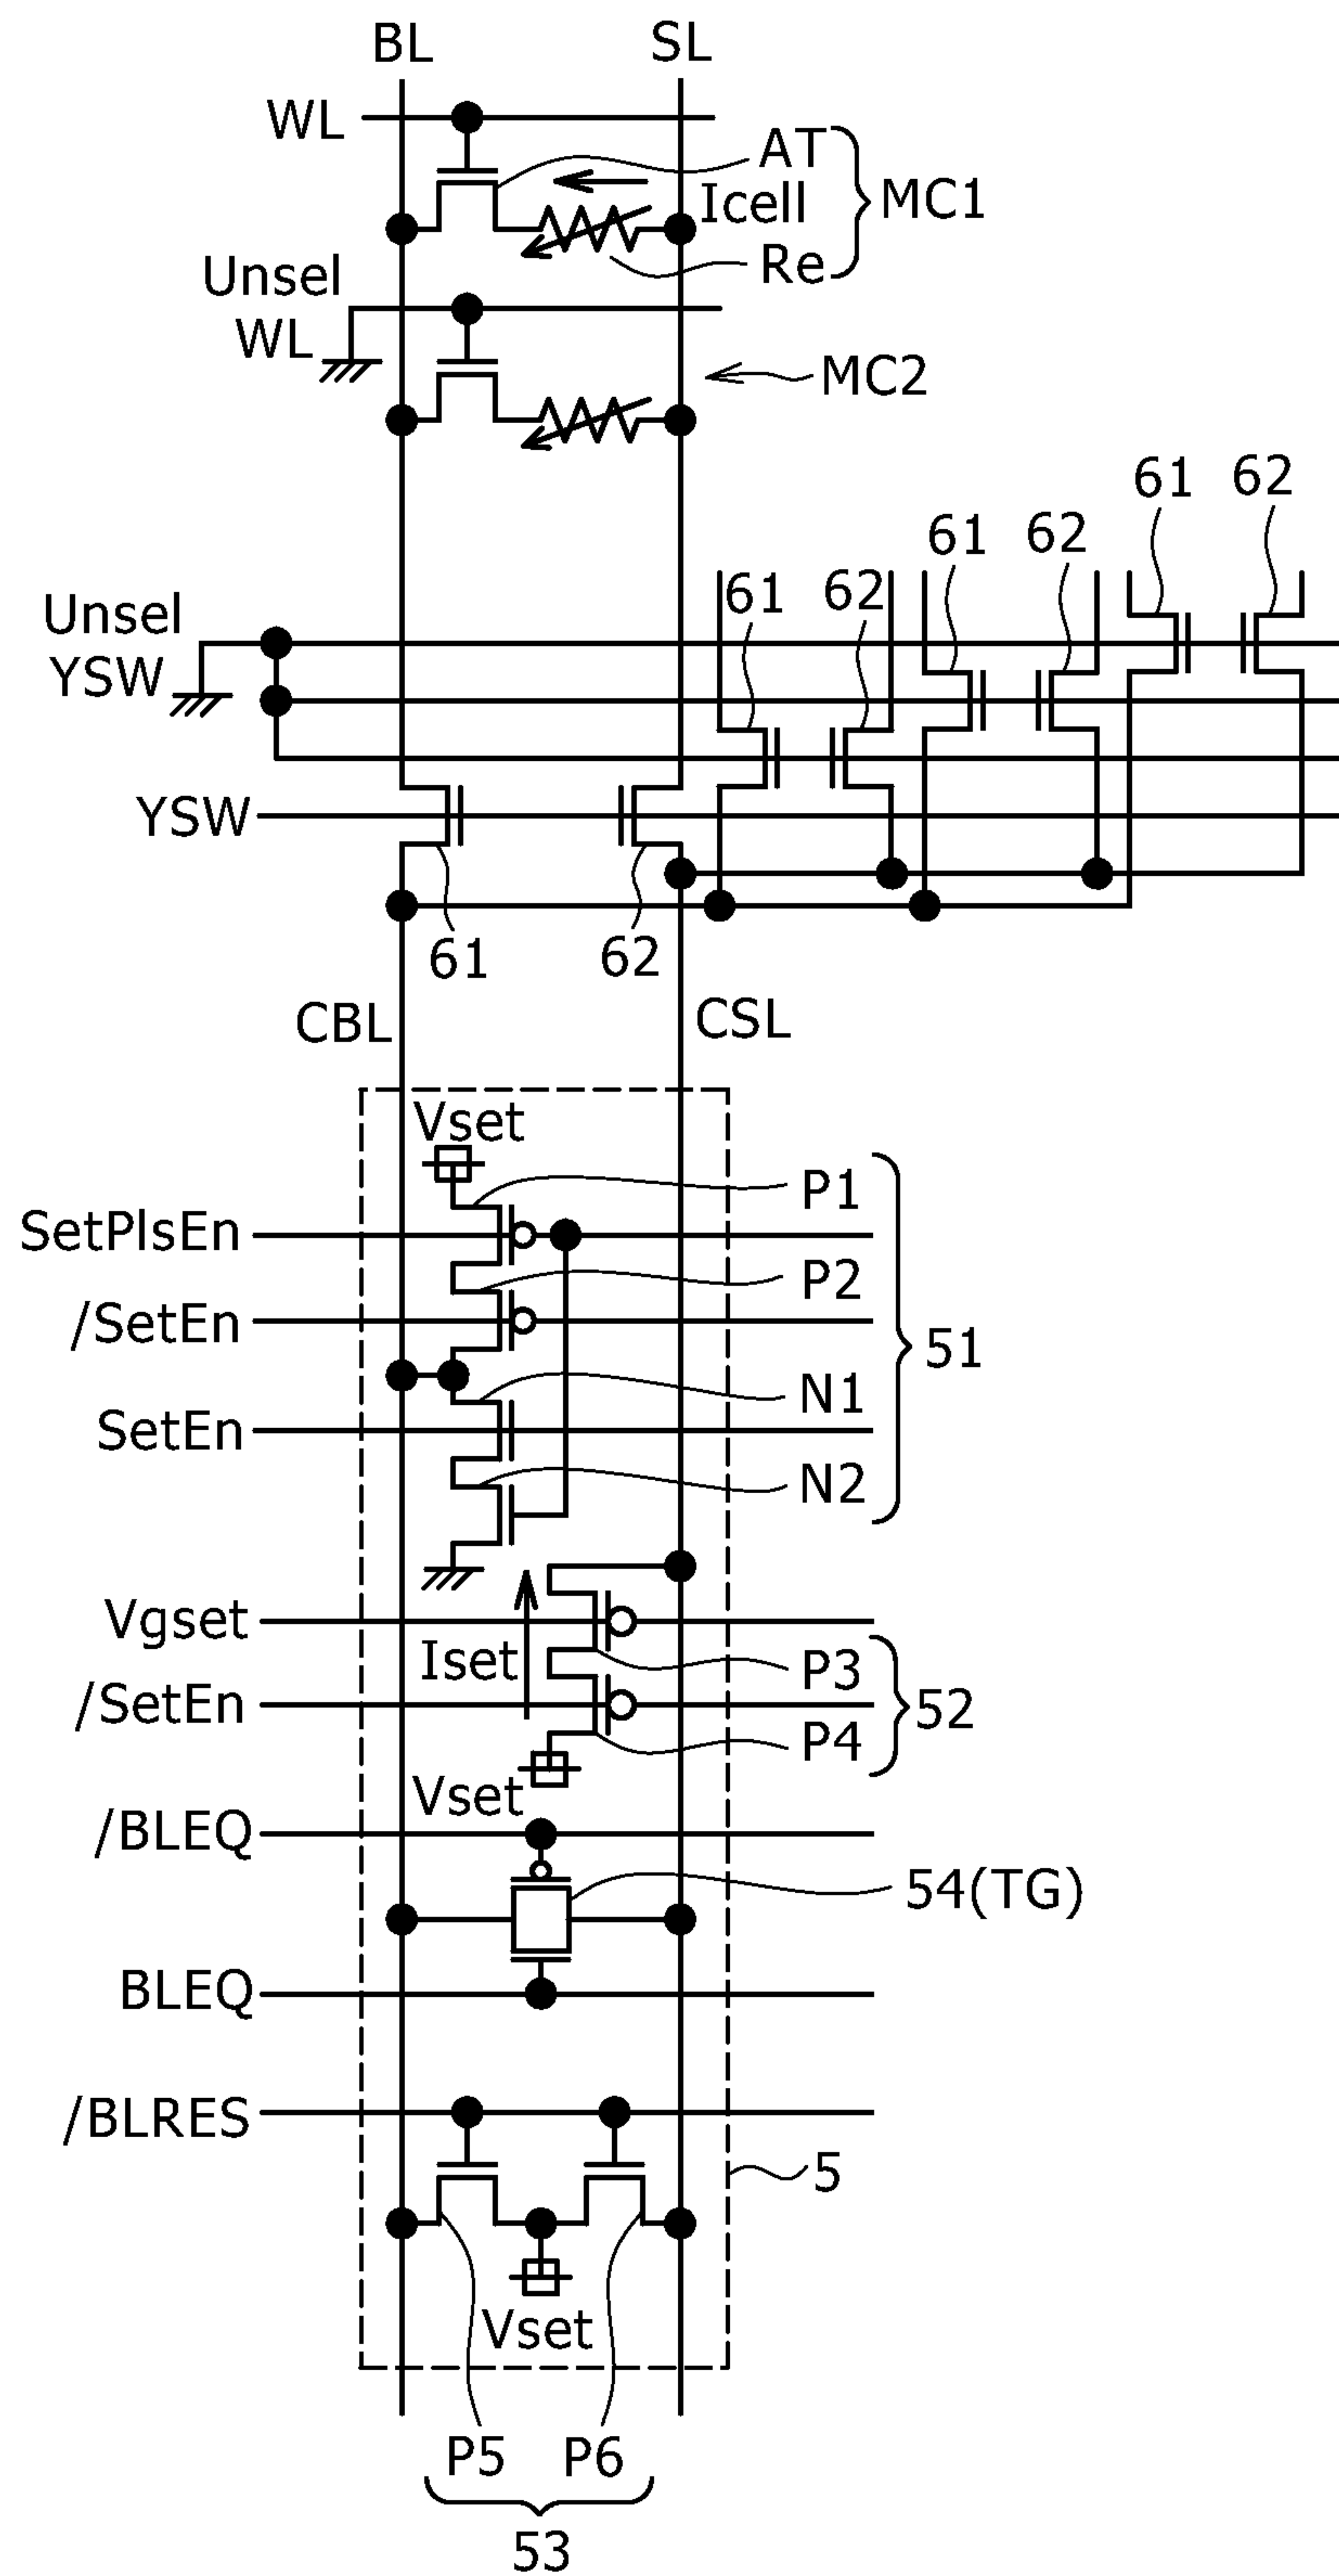 BL
SL
WL
AT
Icell
MC1
Re
Unsel
WL
MC2
61
62
61
62
61
62
Unsel
YSW
YSW
61
62
CBL
CSL
Vset
P1
SetPlsEn
P2
/SetEn
51
N1
SetEn
N2
Vgset
Iset
P3
/SetEn
52
P4
Vset
/BLEQ
54(TG)
BLEQ
/BLRES
5
Vset
P5
P6
53